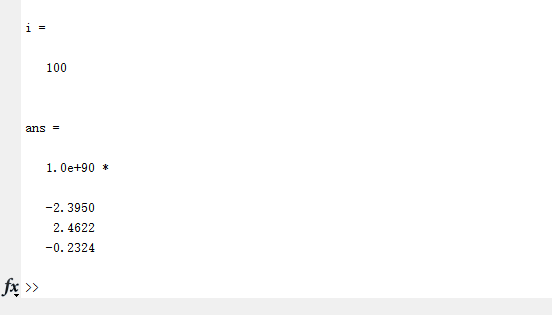 i =
100
ans =
1.0e+90 *
-2.3950
2.4622
-0.2324
fx >>